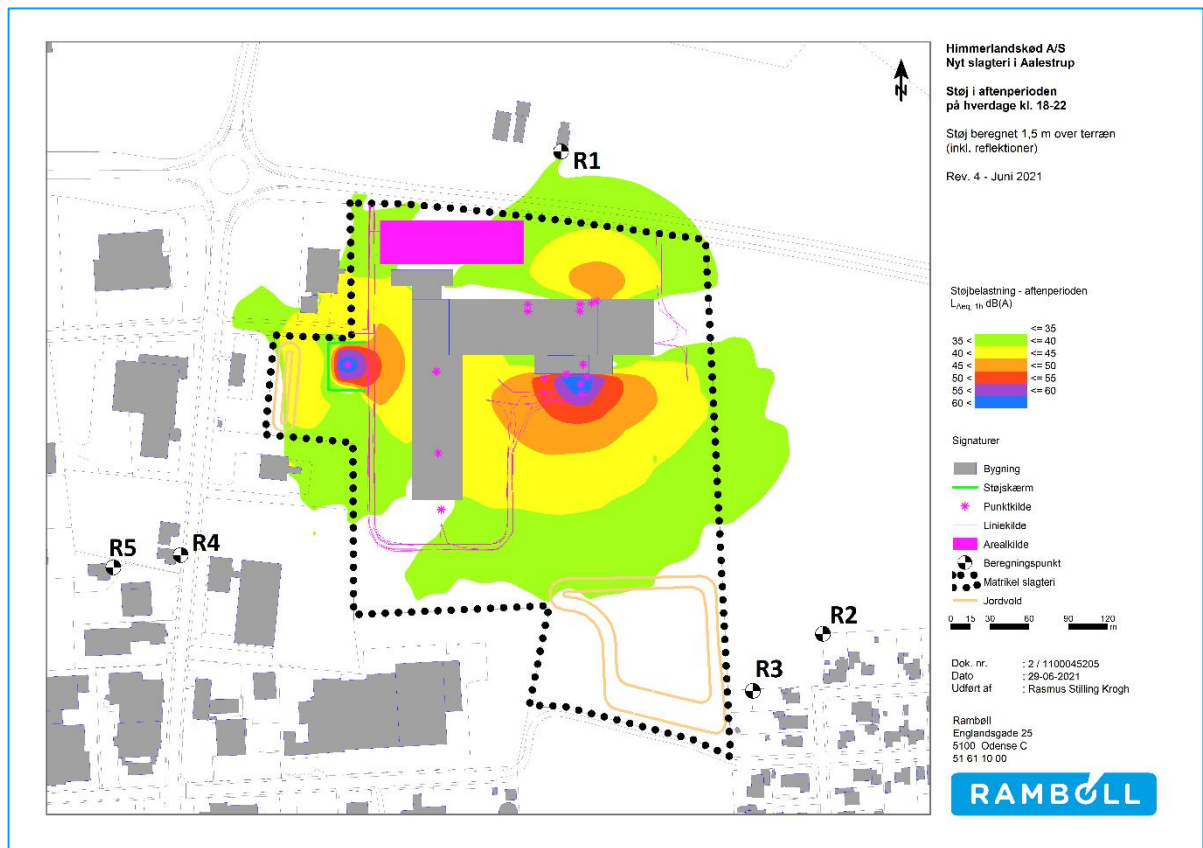 Himmerlandskød A/S
Nyt slagteri i Aalestrup
Støj i aftenperioden
på hverdage kl. 18-22
Støj beregnet 1,5 m over terræn
(inkl. reflektioner)
Rev. 4 - Juni 2021
N
R1
R2
R3
R4
R5
Støjbelastning - aftenperioden
LAeq, 1h dB(A)
<= 35
35 < <= 40
40 < <= 45
45 < <= 50
50 < <= 55
55 < <= 60
60 <
Signaturer
Bygning
Støjskærm
Punktkilde
Liniekilde
Arealkilde
Beregningspunkt
Matrikel slagteri
Jordvold
0 15 30 60 90 120
m
Dok. nr. : 2 / 1100045205
Dato : 29-06-2021
Udført af : Rasmus Stilling Krogh
Rambøll
Englandsgade 25
5100 Odense C
51 61 10 00
RAMBOLL